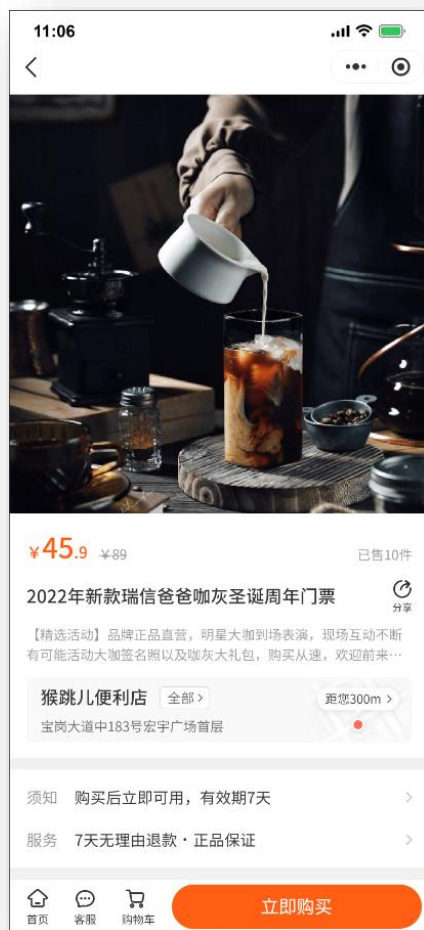 11:06
¥45.9 ¥89
已售10件
2022年新款瑞信爸爸咖灰圣诞周年门票
分享
【精选活动】品牌正品直营，明星大咖到场表演，现场互动不断
有可能活动大咖签名照以及咖灰大礼包，购买从速，欢迎前来…
猴跳儿便利店 全部
距您300m
宝岗大道中183号宏宇广场首层
须知 购买后立即可用，有效期7天
服务 7天无理由退款·正品保证
首页 客服 购物车 立即购买